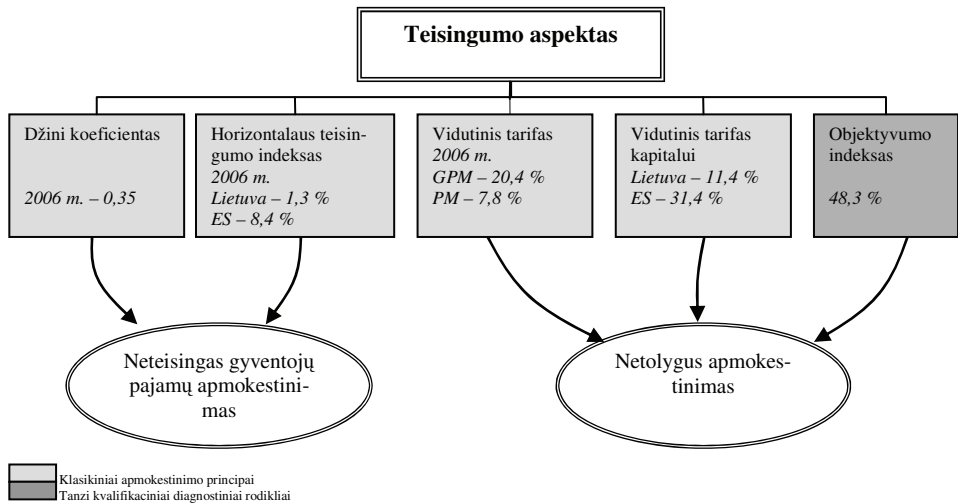 Teisingumo aspektas
Džini koeficientas
2006 m. – 0,35
Horizontalaus teisin-
gumo indeksas
2006 m.
Lietuva – 1,3 %
ES – 8,4 %
Vidutinis tarifas
2006 m.
GPM – 20,4 %
PM – 7,8 %
Vidutinis tarifas
kapitalui
Lietuva – 11,4 %
ES – 31,4 %
Objektyvumo
indeksas
48,3 %
Neteisingas gyventojų
pajamų apmokestini-
mas
Netolygus apmokes-
tinimas
Klasikiniai apmokestinimo principai
Tanzi kvalifikaciniai diagnostiniai rodikliai